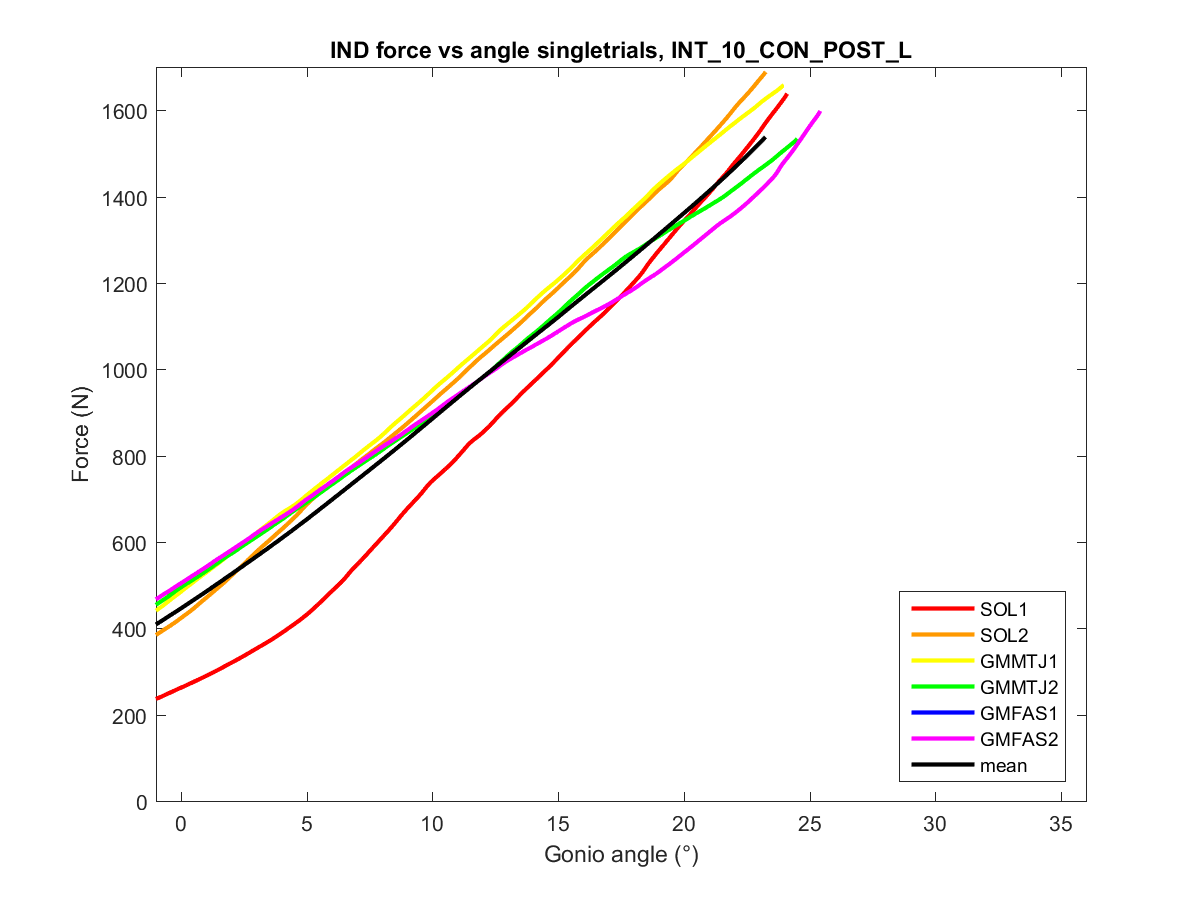 IND force vs angle singletrials, INT_10_CON_POST_L
1600
1400
1200
1000
800
600
400
200
0
Force (N)
0 5 10 15 20 25 30 35
Gonio angle (°)
SOL1
SOL2
GMMTJ1
GMMTJ2
GMFAS1
GMFAS2
mean